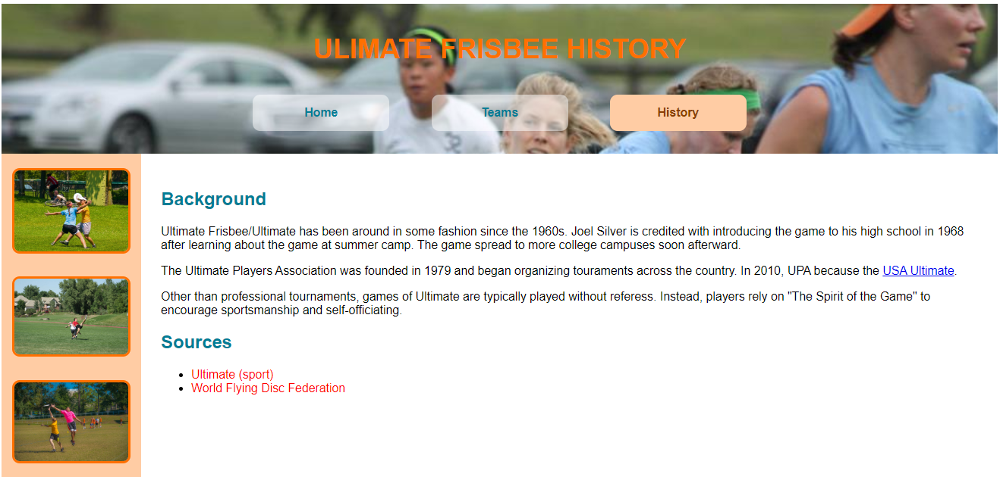 ULIMATE FRISBEE HISTORY
Home
Teams
History
Background
Ultimate Frisbee/Ultimate has been around in some fashion since the 1960s. Joel Silver is credited with introducing the game to his high school in 1968
after learning about the game at summer camp. The game spread to more college campuses soon afterward.
The Ultimate Players Association was founded in 1979 and began organizing touraments across the country. In 2010, UPA because the USA Ultimate.
Other than professional tournaments, games of Ultimate are typically played without referess. Instead, players rely on "The Spirit of the Game" to
encourage sportsmanship and self-officiating.
Sources
Ultimate (sport)
World Flying Disc Federation